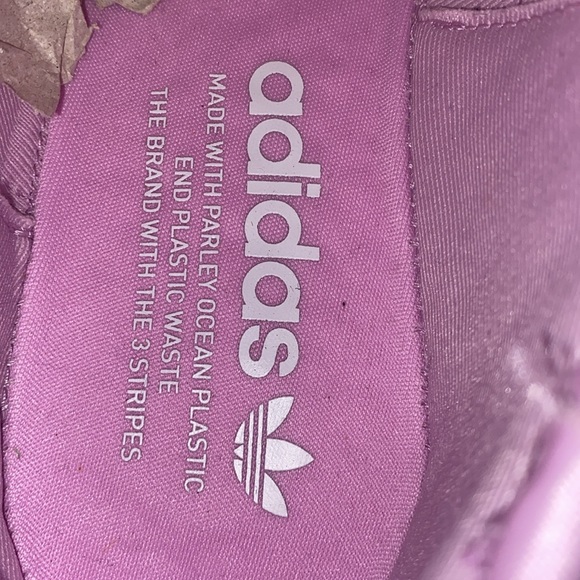 adidas
MADE WITH PARLEY OCEAN PLASTIC
END PLASTIC WASTE
THE BRAND WITH THE 3 STRIPES